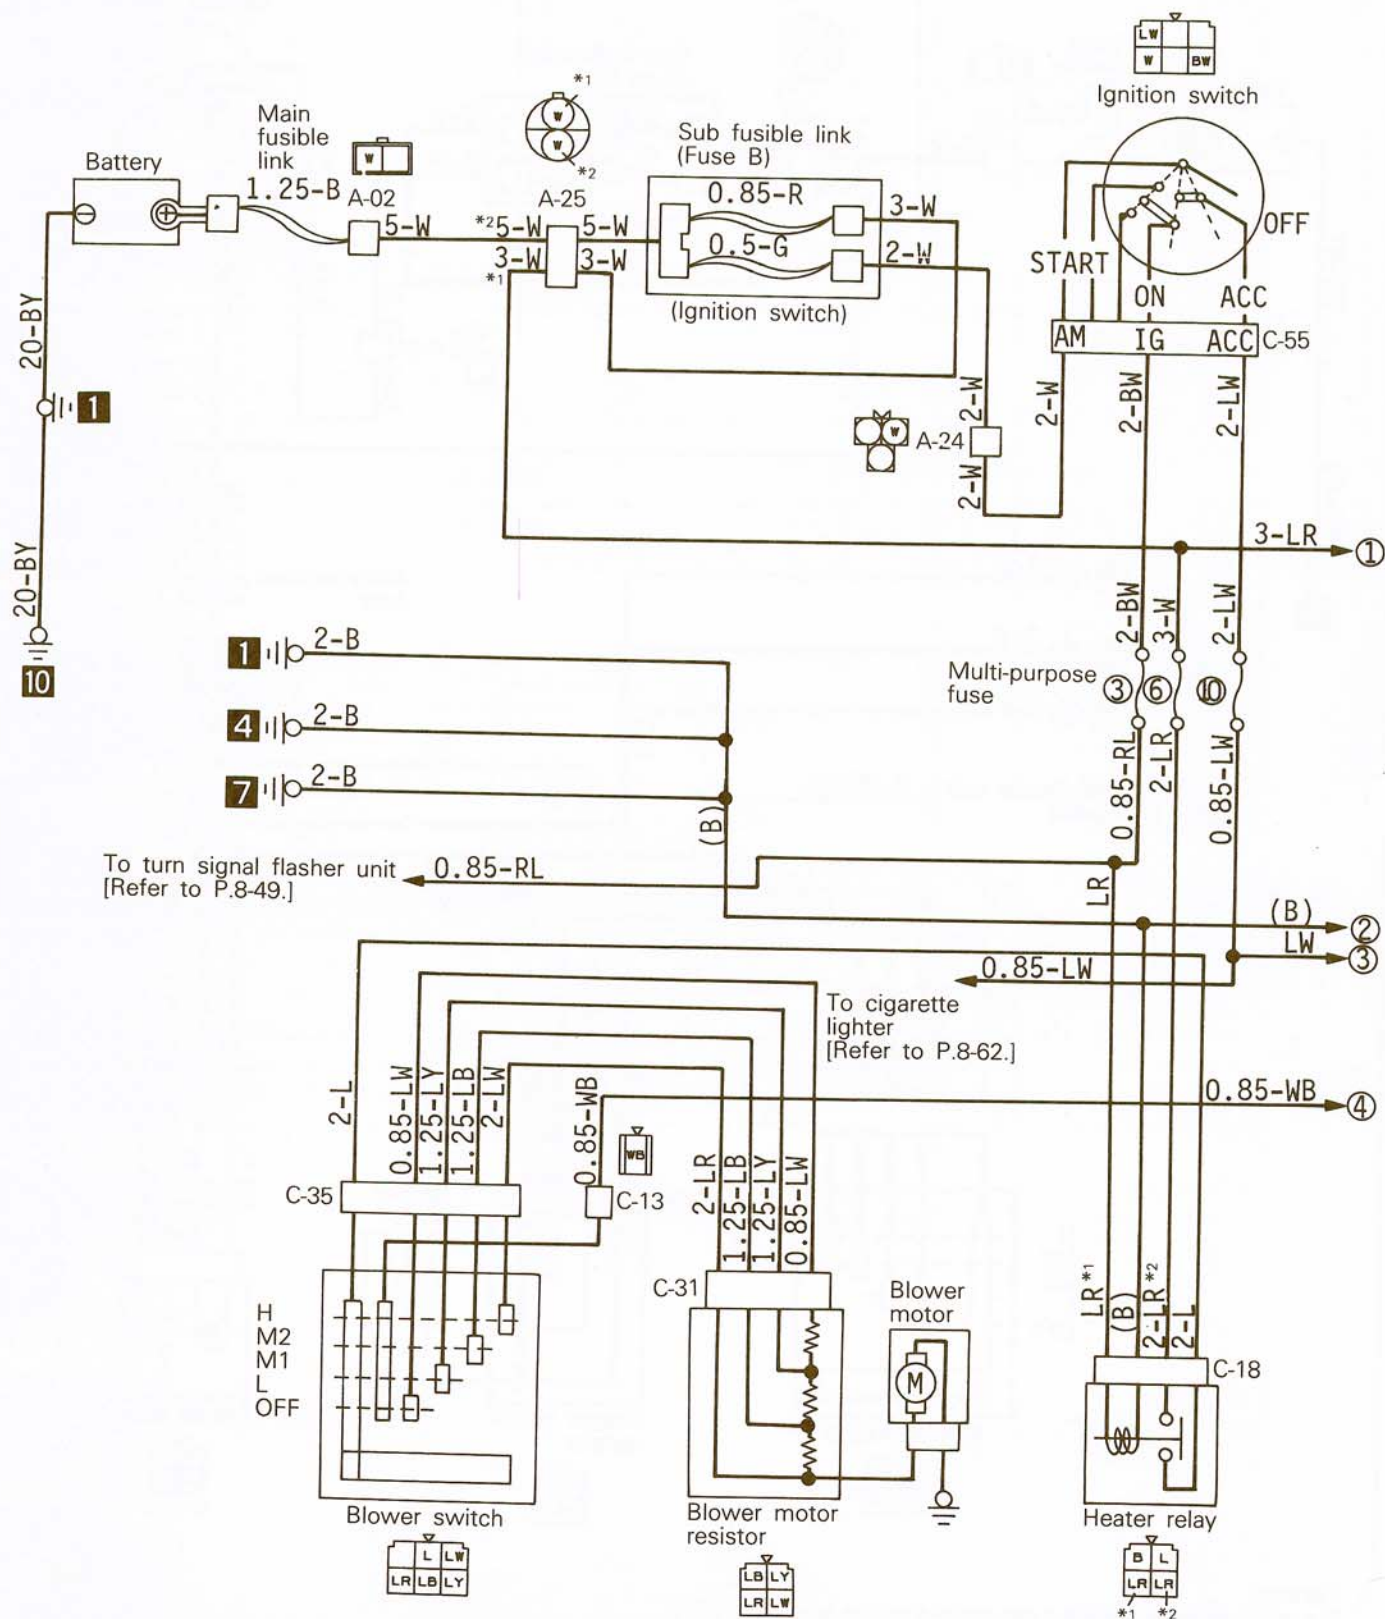 LW
W
BW
Ignition switch
*1
W
W
*2
Main
fusible
link
W
Sub fusible link
(Fuse B)
Battery
1.25-B
A-02
A-25
0.85-R
3-W
5-W
*2
5-W
5-W
0.5-G
2-W
3-W
3-W
*1
(Ignition switch)
OFF
START
ON
ACC
AM
IG
ACC
C-55
20-BY
1
2-W
2-W
2-BW
2-LW
W
A-24
2-W
3-LR
①
20-BY
10
1
2-B
2-BW
3-W
2-LW
Multi-purpose
fuse
③
⑥
⑩
4
2-B
7
2-B
0.85-RL
2-LR
0.85-LW
(B)
To turn signal flasher unit
[Refer to P.8-49.]
0.85-RL
LR
(B)
②
LW
③
0.85-LW
To cigarette
lighter
[Refer to P.8-62.]
2-L
0.85-LW
1.25-LY
1.25-LB
2-LW
0.85-WB
0.85-WB
④
WB
C-35
C-13
2-LR
1.25-LB
1.25-LY
0.85-LW
C-31
Blower
motor
LR*1
(B)
2-LR*2
2-L
C-18
H
M2
M1
L
OFF
M
Blower switch
Blower motor
resistor
Heater relay
L
LW
LR
LB
LY
LB
LY
LR
LW
B
L
LR
LR
*1
*2